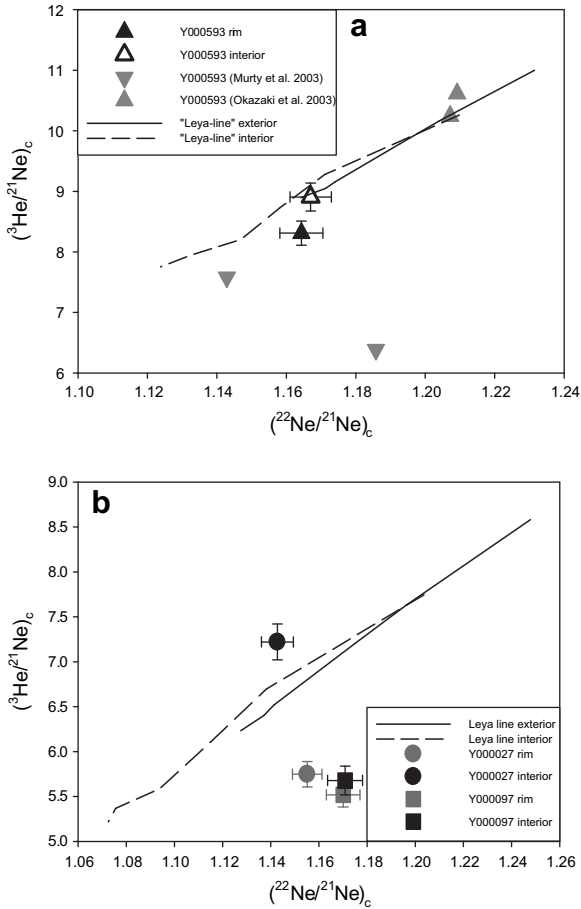 a
Y000593 rim
Y000593 interior
Y000593 (Murty et al. 2003)
Y000593 (Okazaki et al. 2003)
"Leya-line" exterior
"Leya-line" interior
12
11
10
9
8
7
6
(³He/²¹Ne)c
1.10 1.12 1.14 1.16 1.18 1.20 1.22 1.24
(²²Ne/²¹Ne)c
b
9.0
8.5
8.0
7.5
7.0
6.5
6.0
5.5
5.0
(³He/²¹Ne)c
Leya line exterior
Leya line interior
Y000027 rim
Y000027 interior
Y000097 rim
Y000097 interior
1.06 1.08 1.10 1.12 1.14 1.16 1.18 1.20 1.22 1.24 1.26
(²²Ne/²¹Ne)c